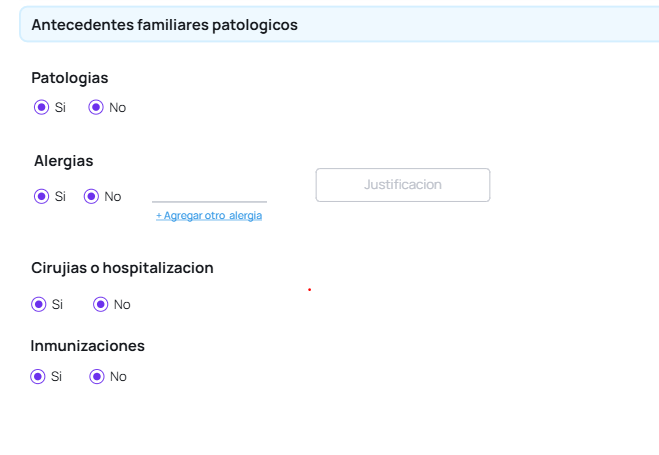 Antecedentes familiares patologicos
Patologias
Si No
Alergias
Si No Justificacion
+ Agregar otro alergia
Cirujias o hospitalizacion
Si No
Inmunizaciones
Si No